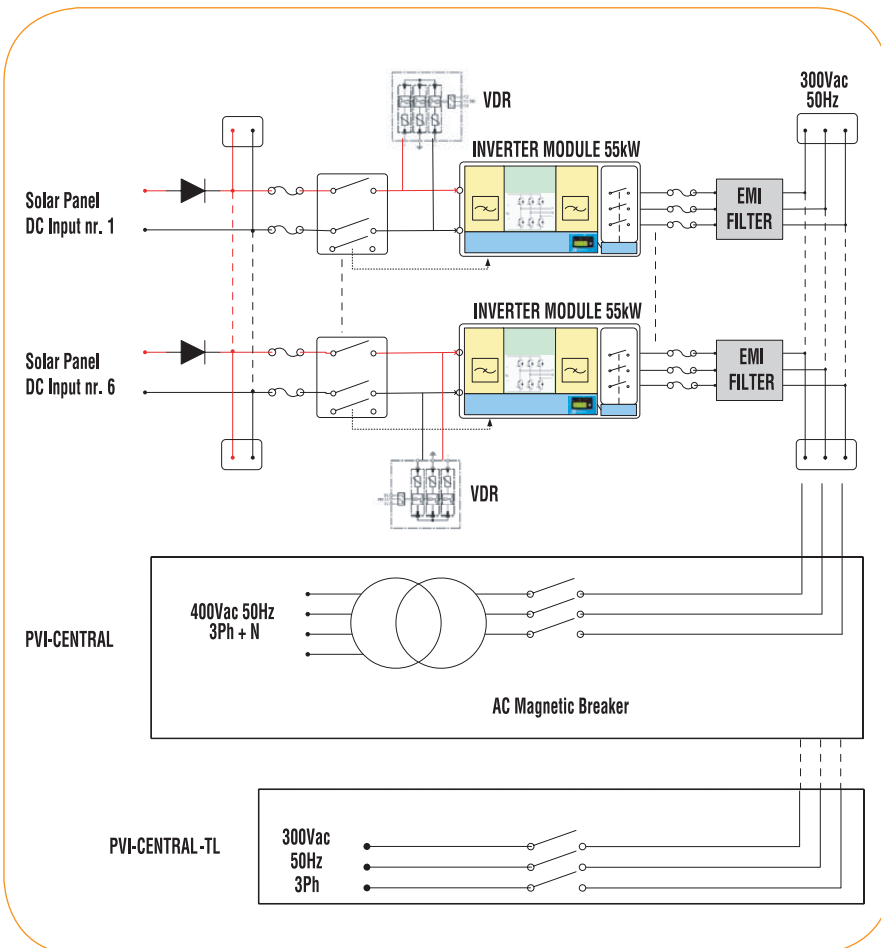 VDR
300Vac
50Hz
INVERTER MODULE 55kW
Solar Panel
DC Input nr. 1
EMI
FILTER
INVERTER MODULE 55kW
Solar Panel
DC Input nr. 6
EMI
FILTER
VDR
400Vac 50Hz
3Ph + N
PVI-CENTRAL
AC Magnetic Breaker
PVI-CENTRAL-TL
300Vac
50Hz
3Ph